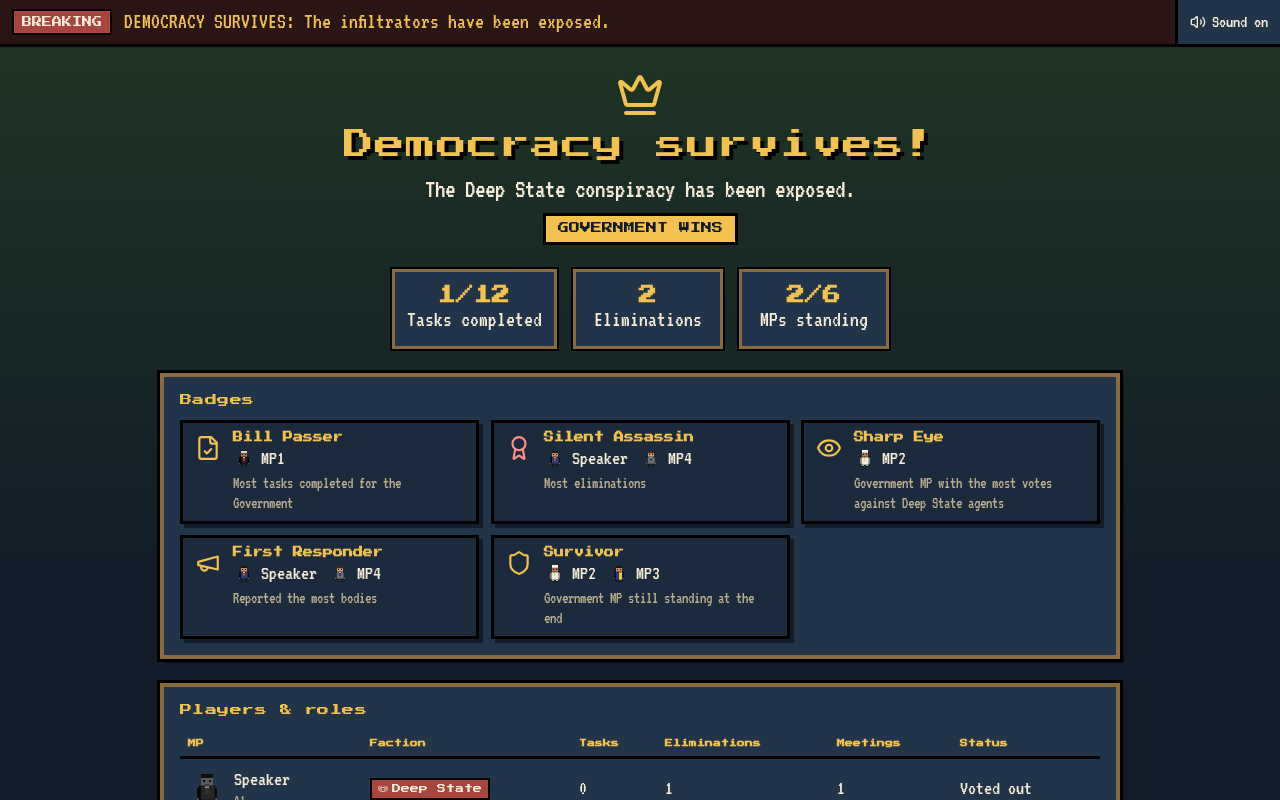 BREAKING DEMOCRACY SURVIVES: The infiltrators have been exposed. Sound on
Democracy survives!
The Deep State conspiracy has been exposed.
GOVERNMENT WINS
1/12 2 2/6
Tasks completed Eliminations MPs standing
Badges
Bill Passer
MP1
Most tasks completed for the
Government
Silent Assassin
Speaker MP4
Most eliminations
Sharp Eye
MP2
Government MP with the most votes
against Deep State agents
First Responder
Speaker MP4
Reported the most bodies
Survivor
MP2 MP3
Government MP still standing at the
end
Players & roles
MP Faction Tasks Eliminations Meetings Status
Speaker Deep State 0 1 1 Voted out